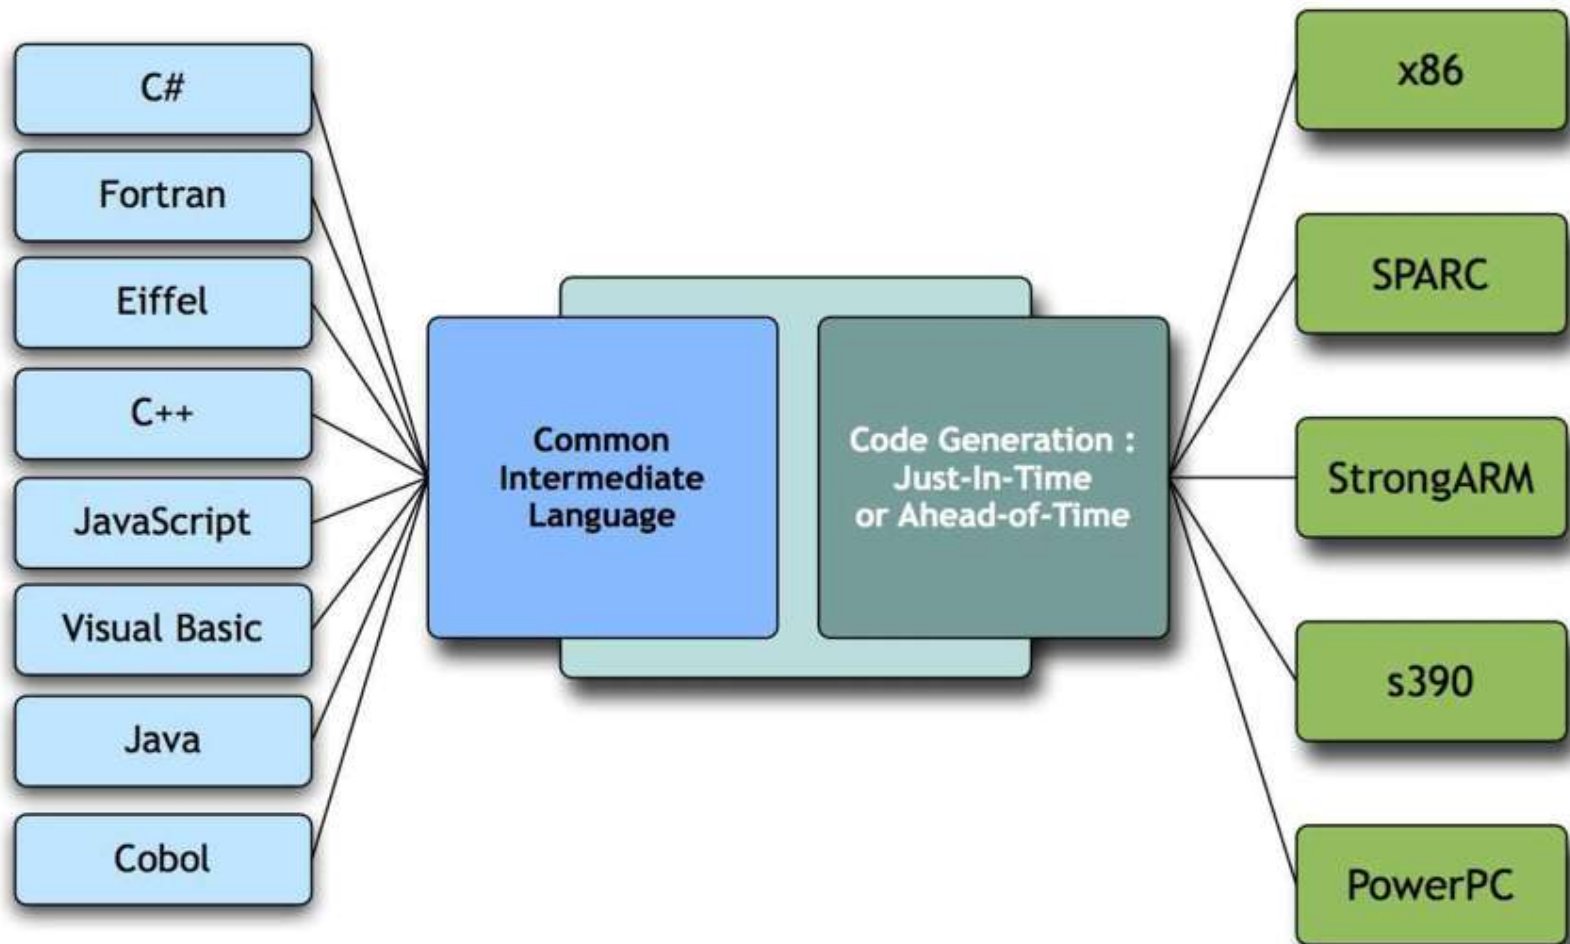 C#
Fortran
Eiffel
C++
JavaScript
Visual Basic
Java
Cobol
Common
Intermediate
Language
Code Generation :
Just-In-Time
or Ahead-of-Time
x86
SPARC
StrongARM
s390
PowerPC